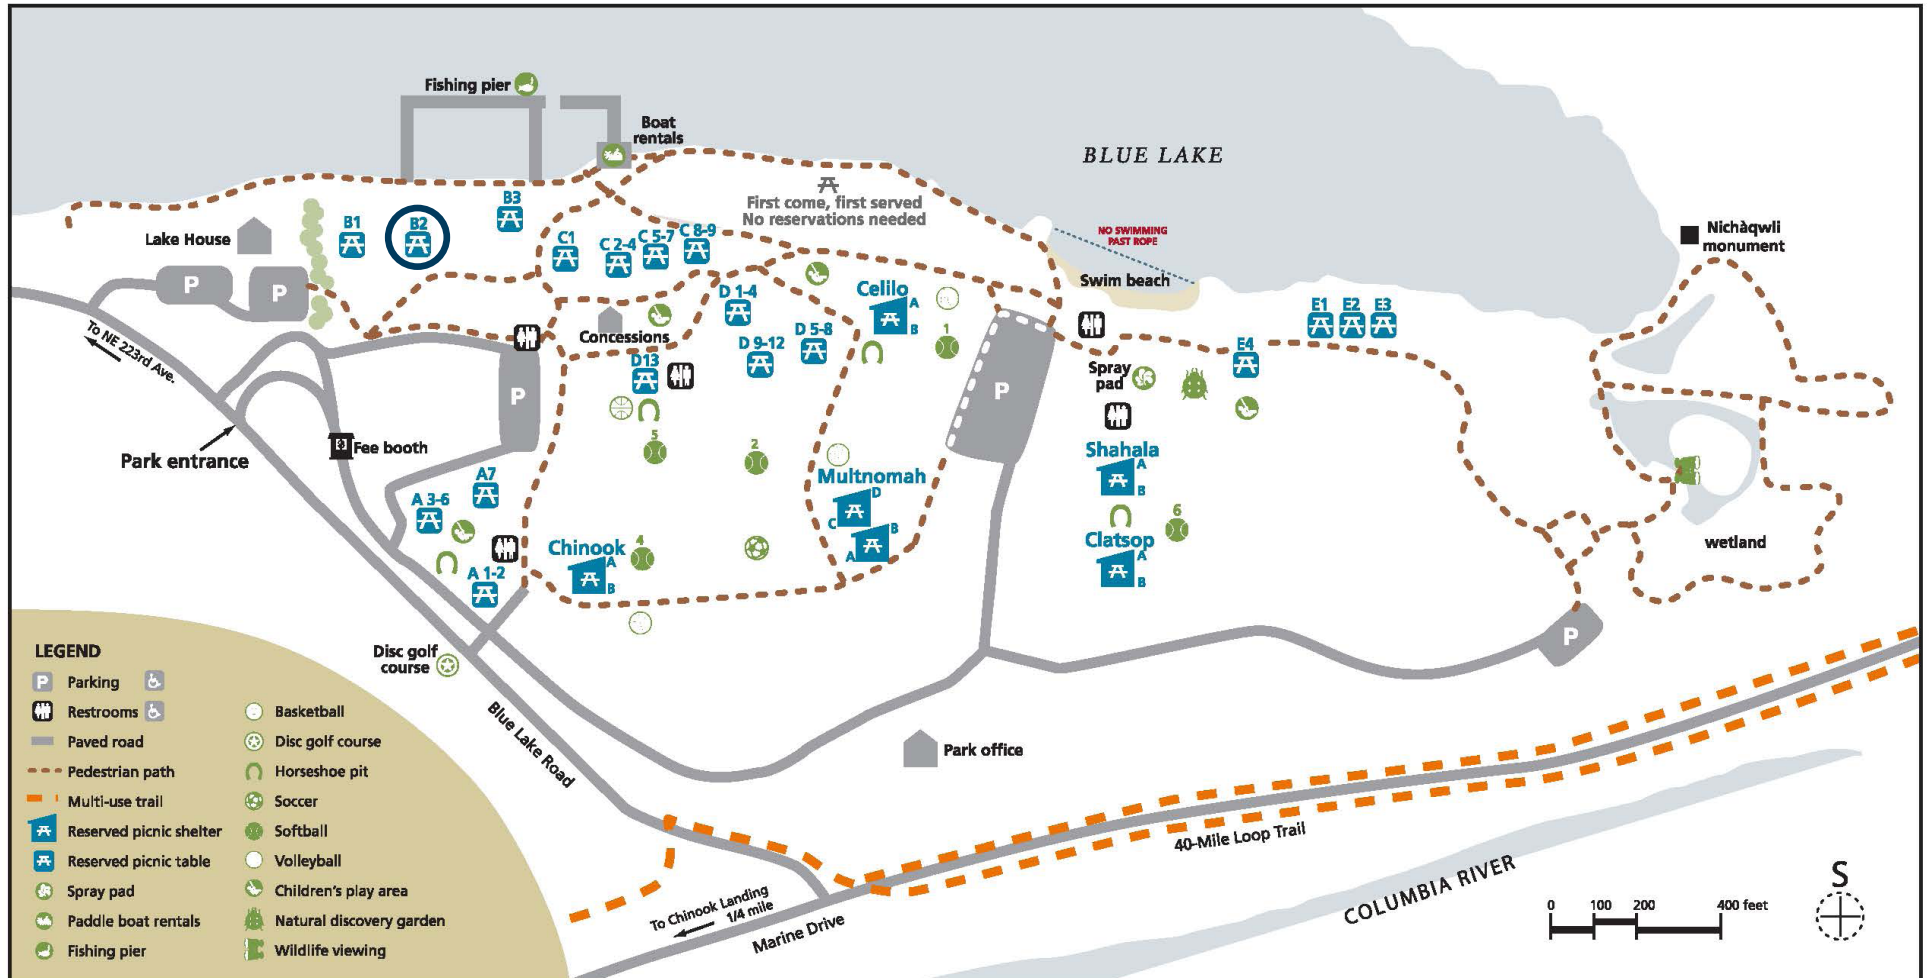 Fishing pier
Boat
rentals
BLUE LAKE
First come, first served
No reservations needed
B1
B2
B3
Lake House
C1
C 2-4
C 5-7
C 8-9
NO SWIMMING
PAST ROPE
Swim beach
Nichàqwli
monument
P
P
To NE 223rd Ave.
Concessions
D 1-4
D 5-8
D 9-12
D13
Celilo
A
B
1
E1
E2
E3
E4
P
P
Spray
pad
Park entrance
Fee booth
5
2
A7
A 3-6
A 1-2
Multnomah
D
C
B
A
Shahala
A
B
6
Clatsop
A
B
Chinook
A
B
4
wetland
P
Disc golf
course
Blue Lake Road
Park office
40-Mile Loop Trail
To Chinook Landing
1/4 mile
Marine Drive
COLUMBIA RIVER
0 100 200 400 feet
S
LEGEND
P Parking
Restrooms
Paved road
Pedestrian path
Multi-use trail
Reserved picnic shelter
Reserved picnic table
Spray pad
Paddle boat rentals
Fishing pier
Basketball
Disc golf course
Horseshoe pit
Soccer
Softball
Volleyball
Children's play area
Natural discovery garden
Wildlife viewing